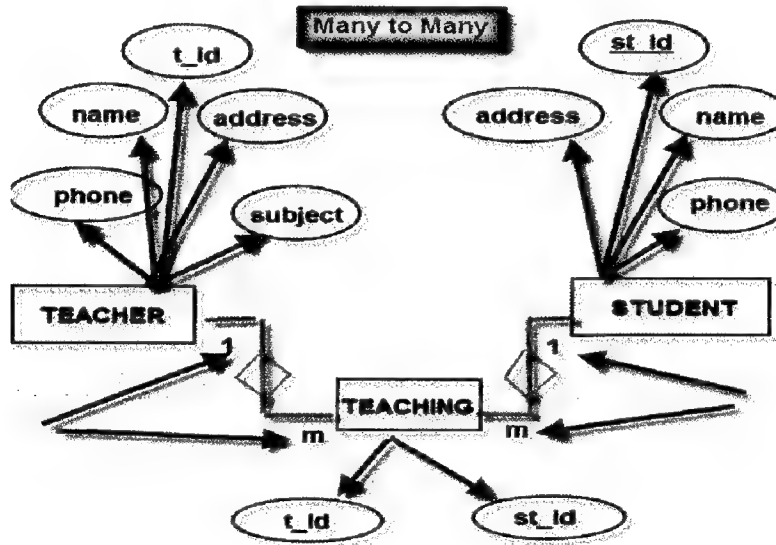 Many to Many
t_id
name
address
phone
subject
TEACHER
st_id
address
name
phone
STUDENT
1
1
TEACHING
m
m
t_id
st_id